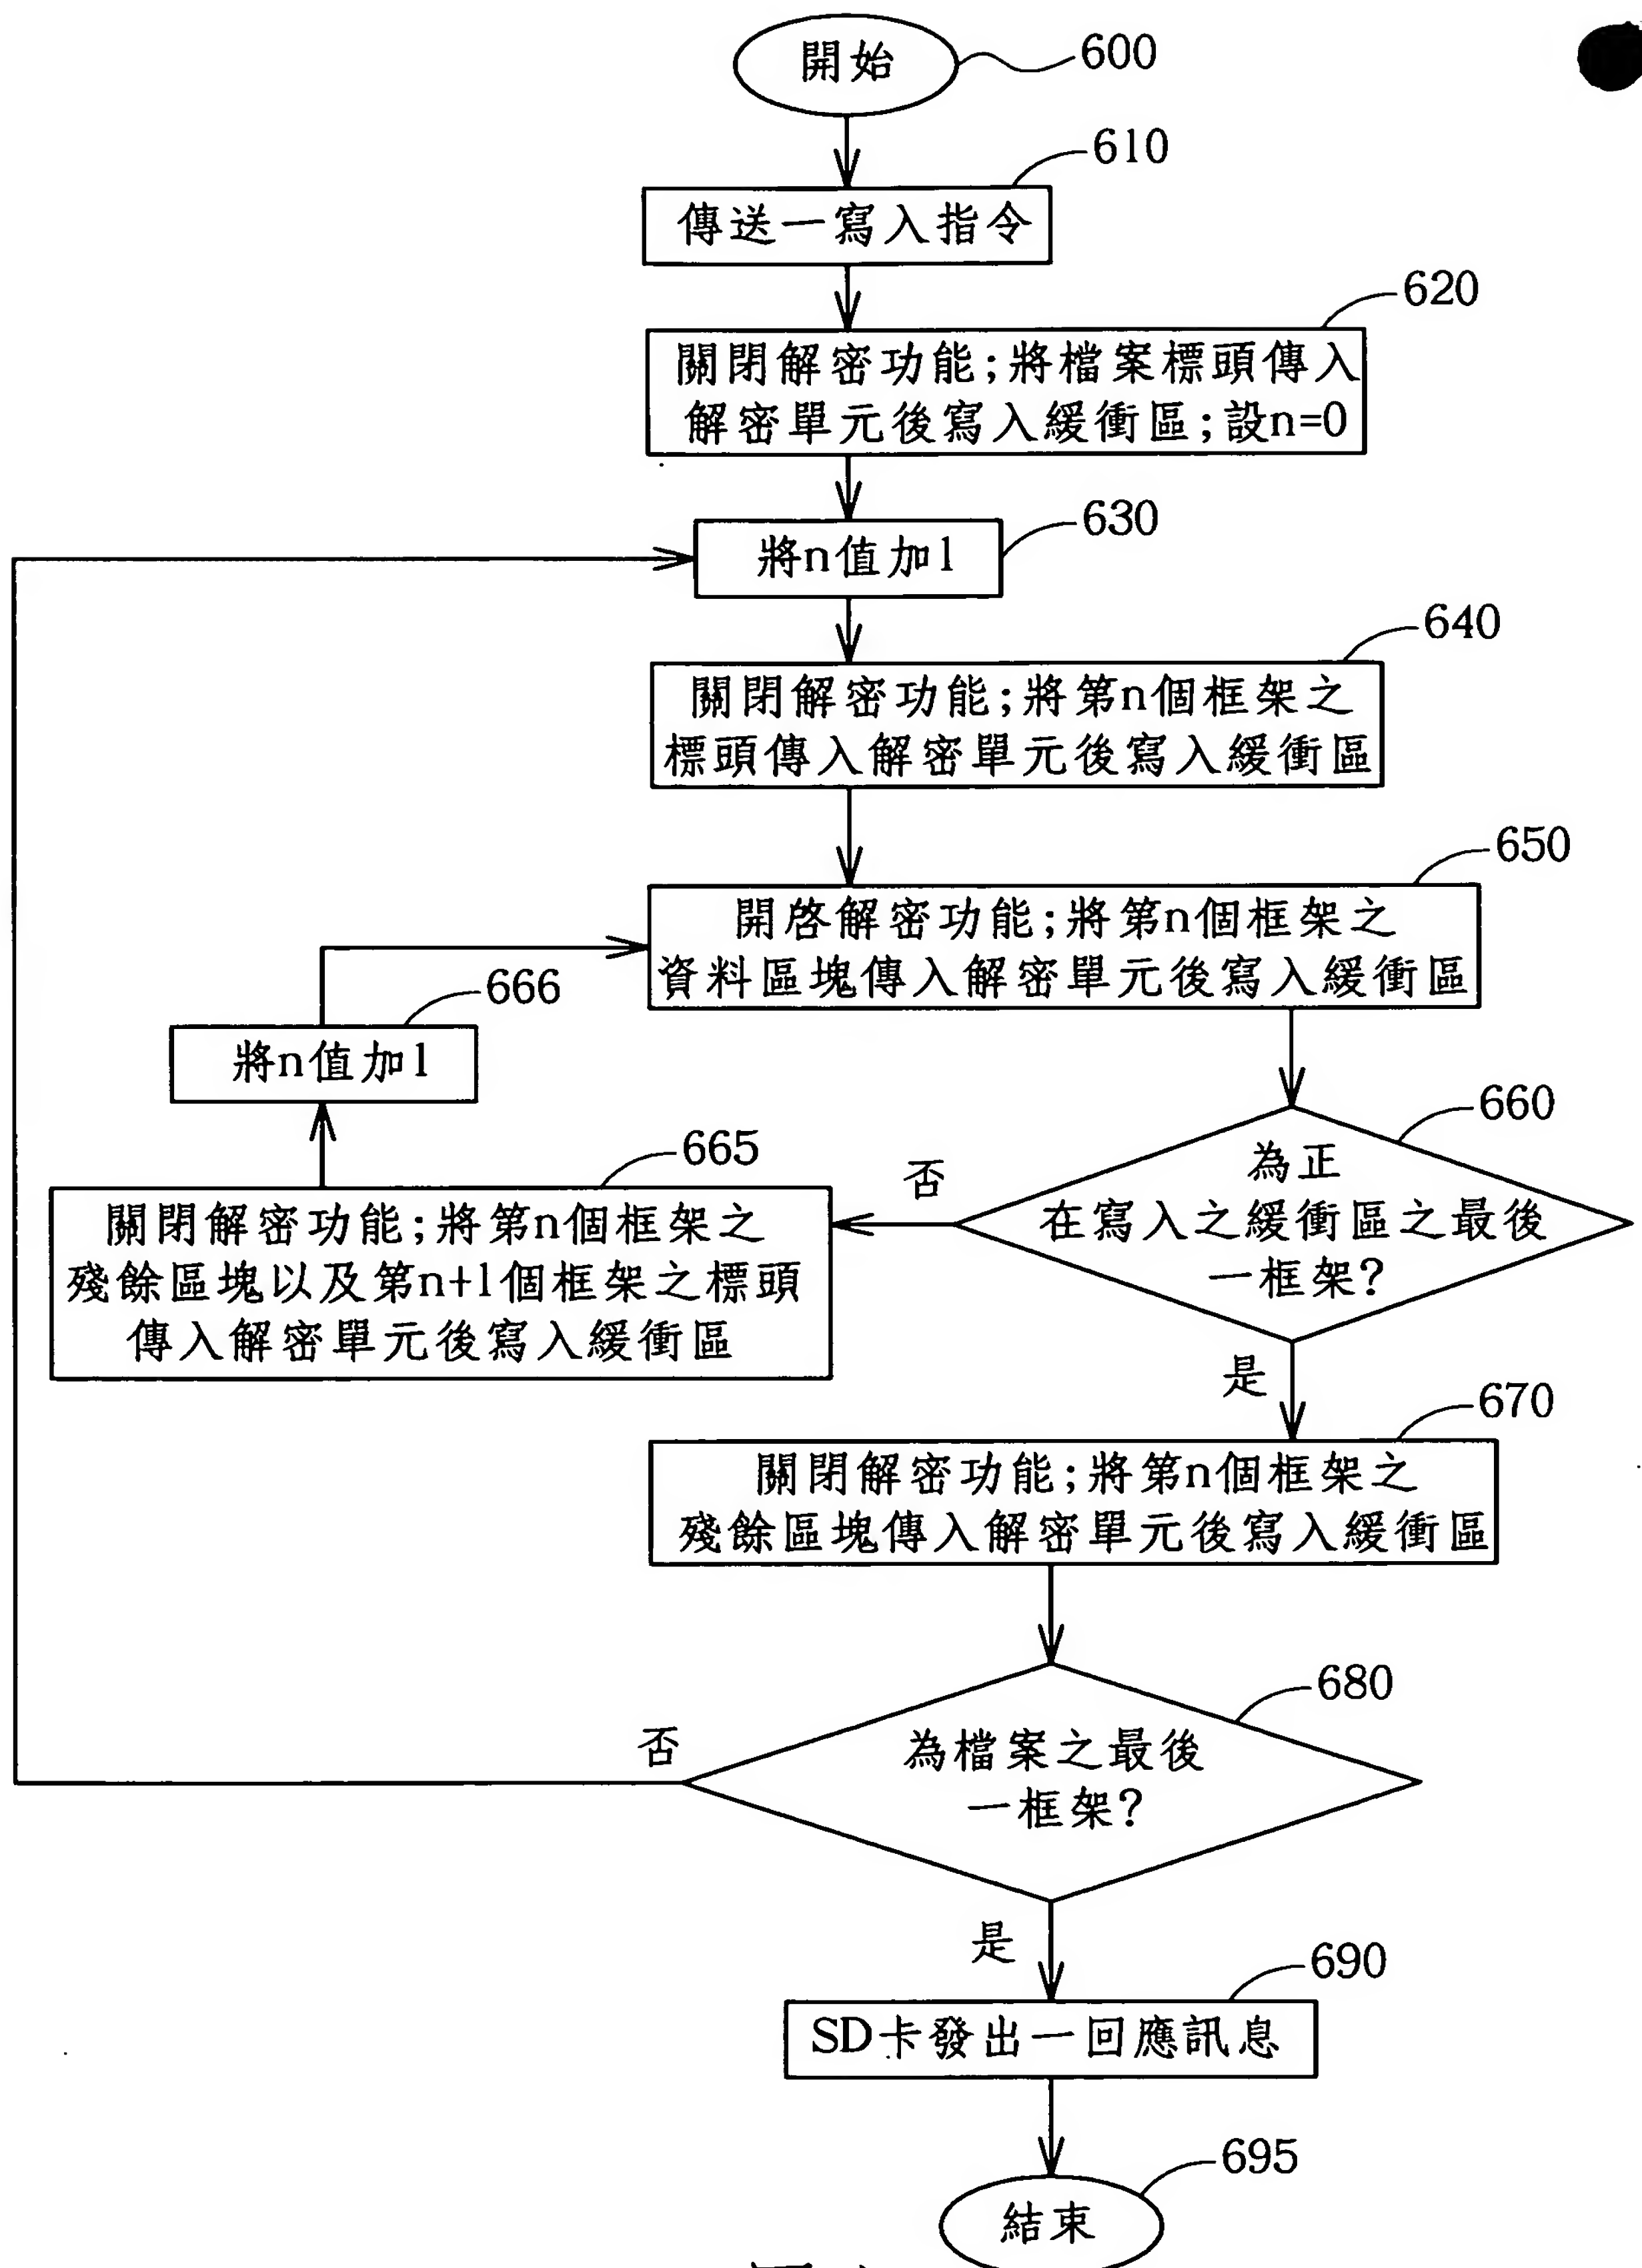 開始
600
610
傳送一寫入指令
620
關閉解密功能;將檔案標頭傳入
解密單元後寫入緩衝區;設n=0
630
將n值加1
640
關閉解密功能;將第n個框架之
標頭傳入解密單元後寫入緩衝區
650
開啓解密功能;將第n個框架之
資料區塊傳入解密單元後寫入緩衝區
666
將n值加1
660
為正
在寫入之緩衝區之最後
一框架?
否
665
關閉解密功能;將第n個框架之
殘餘區塊以及第n+1個框架之標頭
傳入解密單元後寫入緩衝區
是
670
關閉解密功能;將第n個框架之
殘餘區塊傳入解密單元後寫入緩衝區
680
否
為檔案之最後
一框架?
是
690
SD卡發出一回應訊息
695
結束